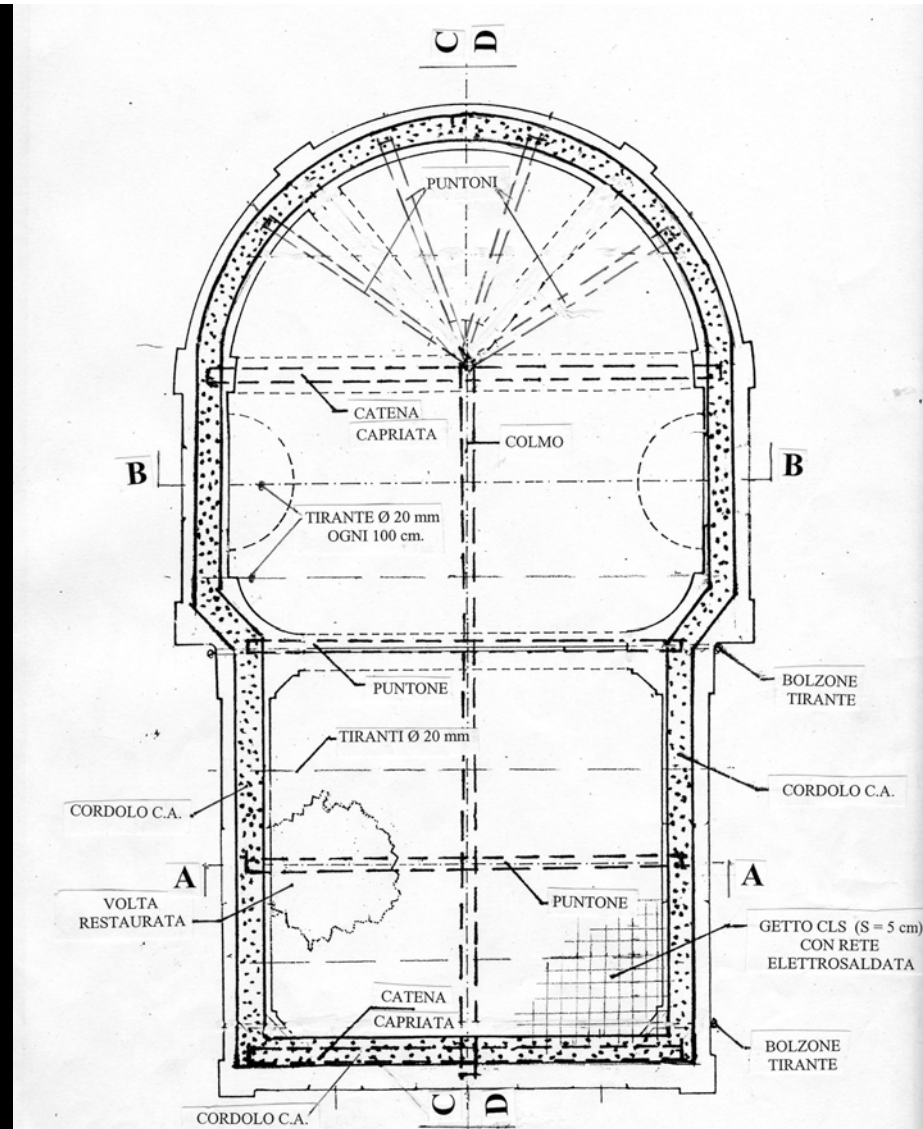 C D
PUNTONI
CATENA
CAPRIATA
COLMO
B
B
TIRANTE Ø 20 mm
OGNI 100 cm.
PUNTONE
BOLZONE
TIRANTE
TIRANTI Ø 20 mm
CORDOLO C.A.
CORDOLO C.A.
A
A
VOLTA
RESTAURATA
PUNTONE
GETTO CLS (S = 5 cm)
CON RETE
ELETTROSALDATA
CATENA
CAPRIATA
BOLZONE
TIRANTE
CORDOLO C.A.
C D